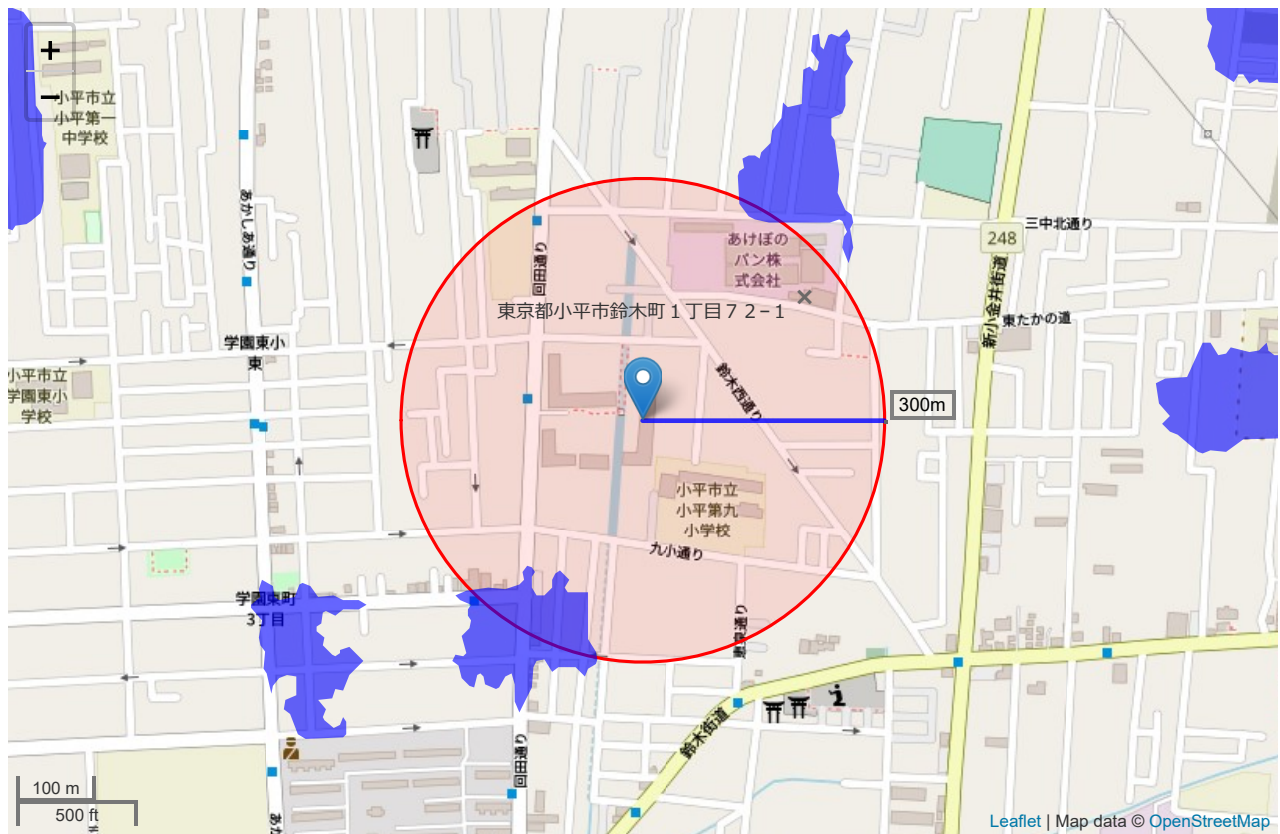 +
−
小平市立
小平第一
中学校
あかしあ通り
回田通り
あけぼの
パン株
式会社
三中北通り
248
新小金井街道
東たかの道
東京都小平市鈴木町１丁目７２−１
学園東小
東
小平市立
学園東小
学校
鈴木西通り
300m
小平市立
小平第九
小学校
九小通り
学園東町
3丁目
鈴木街道
回田通り
100 m
500 ft
Leaflet | Map data © OpenStreetMap